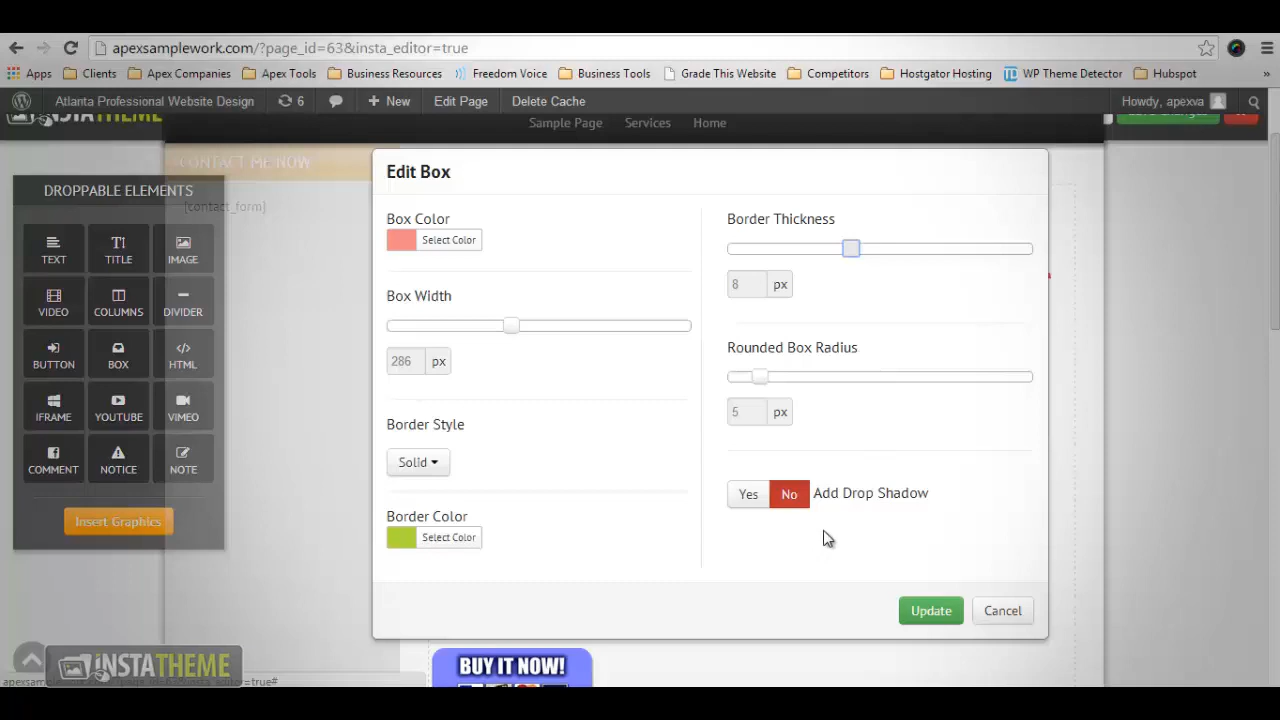 apexsamplework.com/?page_id=63&insta_editor=true
Apps Clients Apex Companies Apex Tools Business Resources Freedom Voice Business Tools Grade This Website Competitors Hostgator Hosting WP Theme Detector Hubspot »
Atlanta Professional Website Design 6 + New Edit Page Delete Cache Howdy, apexva
INSTATHEME
Sample Page Services Home
CONTACT ME NOW
[contact_form]
DROPPABLE ELEMENTS
TEXT TITLE IMAGE
VIDEO COLUMNS DIVIDER
BUTTON BOX HTML
IFRAME YOUTUBE VIMEO
COMMENT NOTICE NOTE
Insert Graphics
Edit Box
Box Color
Select Color
Box Width
286 px
Border Style
Solid
Border Color
Select Color
Border Thickness
8 px
Rounded Box Radius
5 px
Yes No Add Drop Shadow
Update Cancel
INSTATHEME
BUY IT NOW!